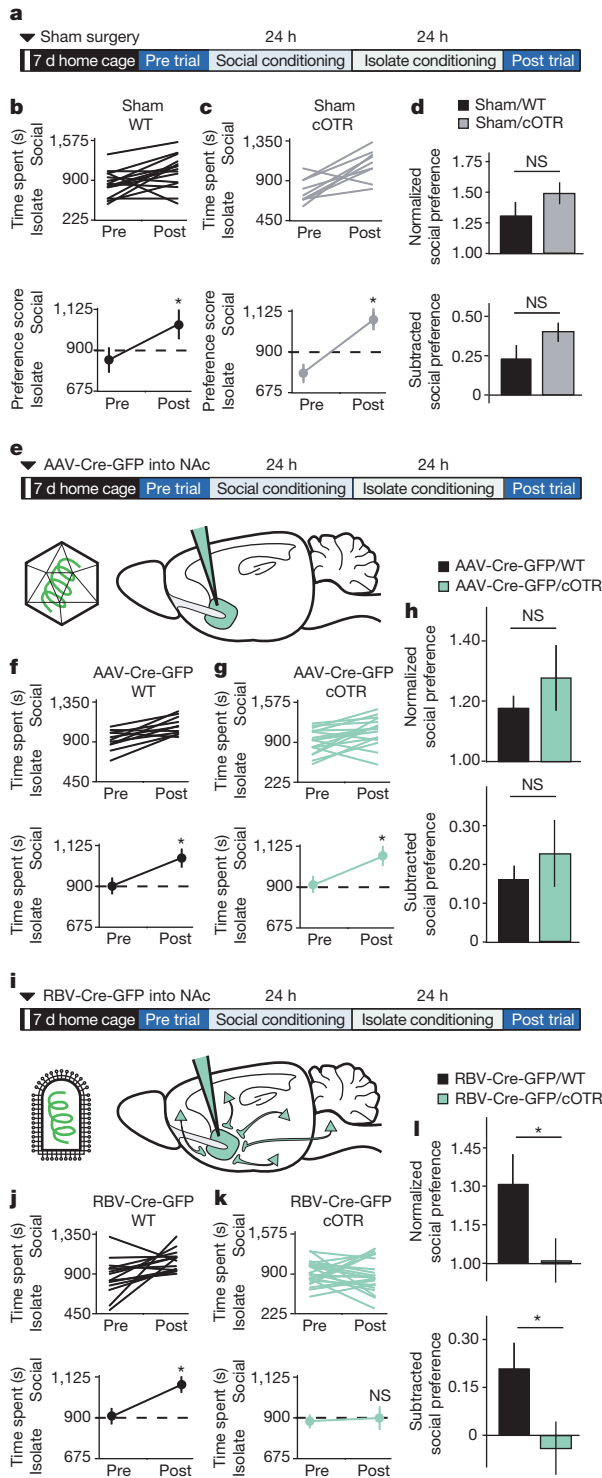 a
Sham surgery
24 h
24 h
7 d home cage
Pre trial
Social conditioning
Isolate conditioning
Post trial
b
Sham
WT
Time spent (s)
Isolate Social
1,575
900
225
Pre
Post
Preference score
Isolate Social
1,125
*
900
675
Pre
Post
c
Sham
cOTR
Time spent (s)
Isolate Social
1,350
900
450
Pre
Post
Preference score
Isolate Social
1,125
*
900
675
Pre
Post
d
Sham/WT
Sham/cOTR
Normalized
social preference
1.75
NS
1.50
1.25
1.00
Subtracted
social preference
0.50
NS
0.25
0
e
AAV-Cre-GFP into NAc
24 h
24 h
7 d home cage
Pre trial
Social conditioning
Isolate conditioning
Post trial
f
AAV-Cre-GFP
WT
Time spent (s)
Isolate Social
1,350
900
450
Pre
Post
Time spent (s)
Isolate Social
1,125
*
900
675
Pre
Post
g
AAV-Cre-GFP
cOTR
Time spent (s)
Isolate Social
1,575
900
225
Pre
Post
Time spent (s)
Isolate Social
1,125
*
900
675
Pre
Post
AAV-Cre-GFP/WT
AAV-Cre-GFP/cOTR
h
Normalized
social preference
1.40
NS
1.20
1.00
Subtracted
social preference
0.30
NS
0.20
0.10
0
i
RBV-Cre-GFP into NAc
24 h
24 h
7 d home cage
Pre trial
Social conditioning
Isolate conditioning
Post trial
j
RBV-Cre-GFP
WT
Time spent (s)
Isolate Social
1,350
900
450
Pre
Post
Time spent (s)
Isolate Social
1,125
*
900
675
Pre
Post
k
RBV-Cre-GFP
cOTR
Time spent (s)
Isolate Social
1,575
900
225
Pre
Post
Time spent (s)
Isolate Social
1,125
NS
900
675
Pre
Post
RBV-Cre-GFP/WT
RBV-Cre-GFP/cOTR
l
Normalized
social preference
1.45
*
1.30
1.15
1.00
Subtracted
social preference
0.30
*
0.15
0